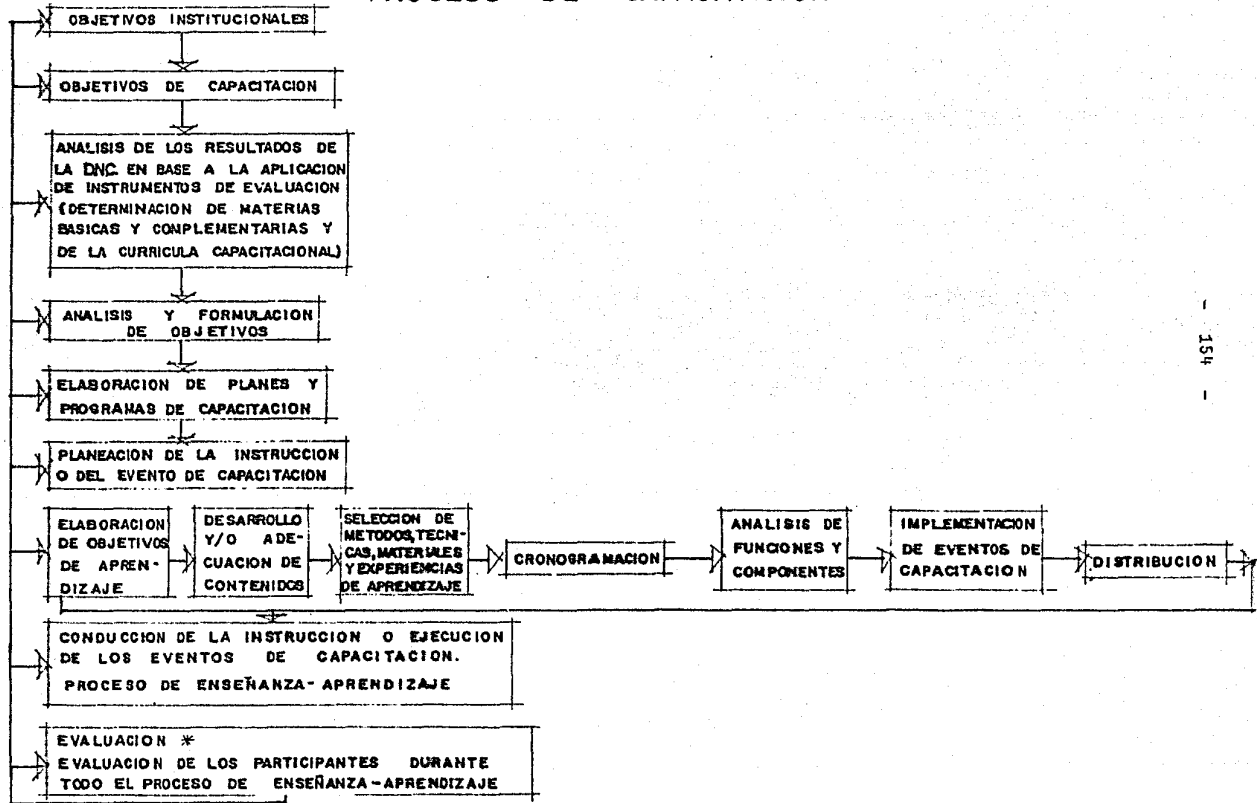 PROCESO DE CAPACITACION
OBJETIVOS INSTITUCIONALES
OBJETIVOS DE CAPACITACION
ANALISIS DE LOS RESULTADOS DE
LA DNC. EN BASE A LA APLICACION
DE INSTRUMENTOS DE EVALUACION
(DETERMINACION DE MATERIAS
BASICAS Y COMPLEMENTARIAS Y
DE LA CURRICULA CAPACITACIONAL)
ANALISIS Y FORMULACION
DE OBJETIVOS
ELABORACION DE PLANES Y
PROGRAMAS DE CAPACITACION
PLANEACION DE LA INSTRUCCION
O DEL EVENTO DE CAPACITACION
ELABORACION
DE OBJETIVOS
DE APREN-
DIZAJE
DESARROLLO
Y/O ADE-
CUACION DE
CONTENIDOS
SELECCION DE
METODOS, TECNI-
CAS, MATERIALES
Y EXPERIENCIAS
DE APRENDIZAJE
CRONOGRAMACION
ANALISIS DE
FUNCIONES Y
COMPONENTES
IMPLEMENTACION
DE EVENTOS DE
CAPACITACION
DISTRIBUCION
CONDUCCION DE LA INSTRUCCION O EJECUCION
DE LOS EVENTOS DE CAPACITACION.
PROCESO DE ENSEÑANZA-APRENDIZAJE
EVALUACION *
EVALUACION DE LOS PARTICIPANTES DURANTE
TODO EL PROCESO DE ENSEÑANZA-APRENDIZAJE
- 154 -